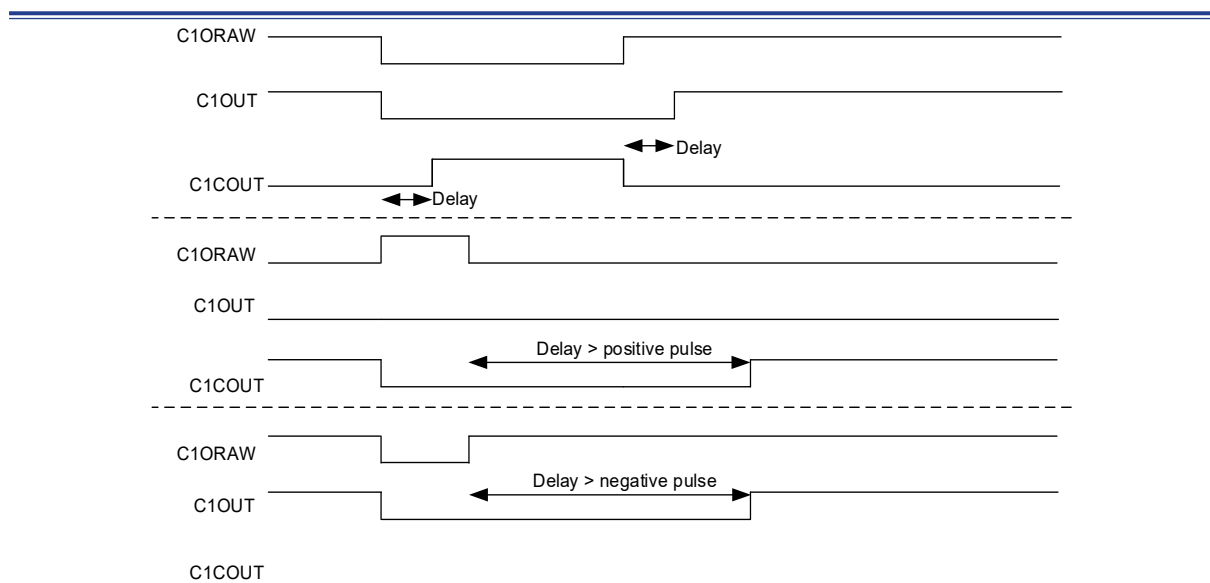 C1ORAW
C1OUT
Delay
C1COUT
Delay
C1ORAW
C1OUT
Delay > positive pulse
C1COUT
C1ORAW
Delay > negative pulse
C1OUT
C1COUT